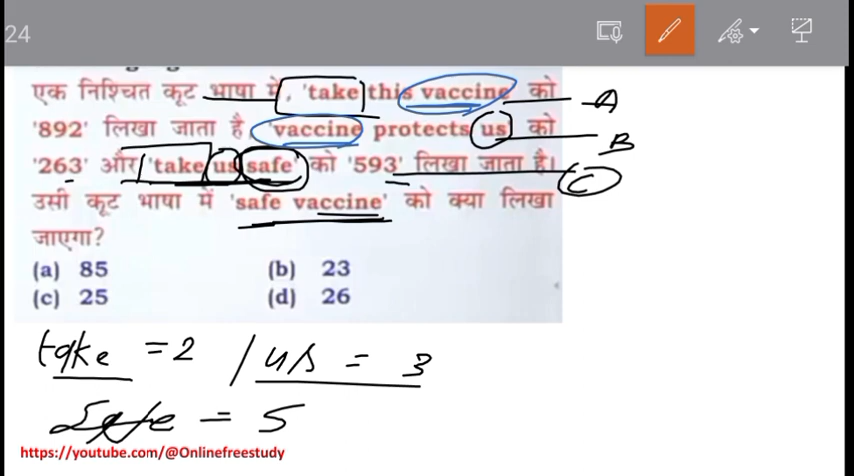 24
एक निश्चित कूट भाषा में, 'take this vaccine को
A
'892' लिखा जाता है, 'vaccine protects us को
B
'263' और 'take us safe' को '593' लिखा जाता है।
C
उसी कूट भाषा में 'safe vaccine' को क्या लिखा
जाएगा?
(a) 85 (b) 23
(c) 25 (d) 26
take = 2 / us = 3
Safe = 5
https://youtube.com/@Onlinefreestudy